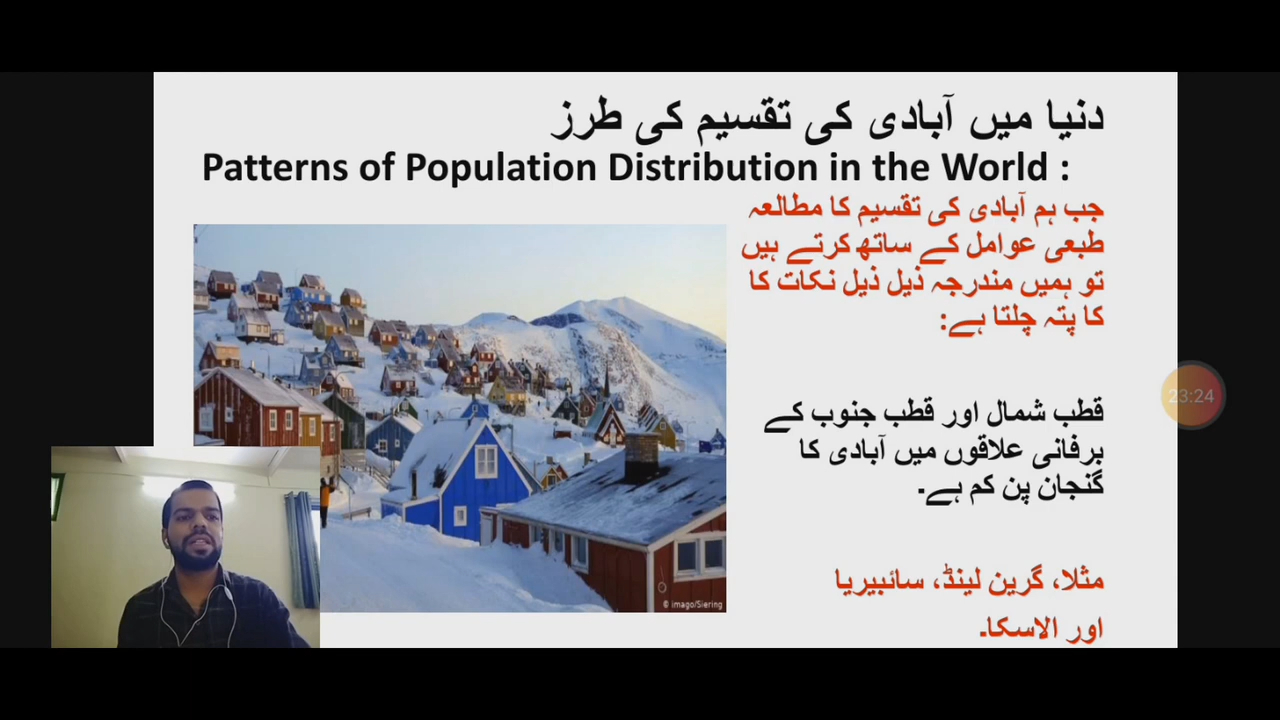 دنیا میں آبادی کی تقسیم کی طرز
Patterns of Population Distribution in the World :
جب ہم آبادی کی تقسیم کا مطالعہ
طبعی عوامل کے ساتھ کرتے ہیں
تو ہمیں مندرجہ ذیل ذیل نکات کا
کا پتہ چلتا ہے:
قطب شمال اور قطب جنوب کے
برفانی علاقوں میں آبادی کا
گنجان پن کم ہے۔
مثلا، گرین لینڈ، سائبیریا
اور الاسکا۔
© imago/Siering
23:24